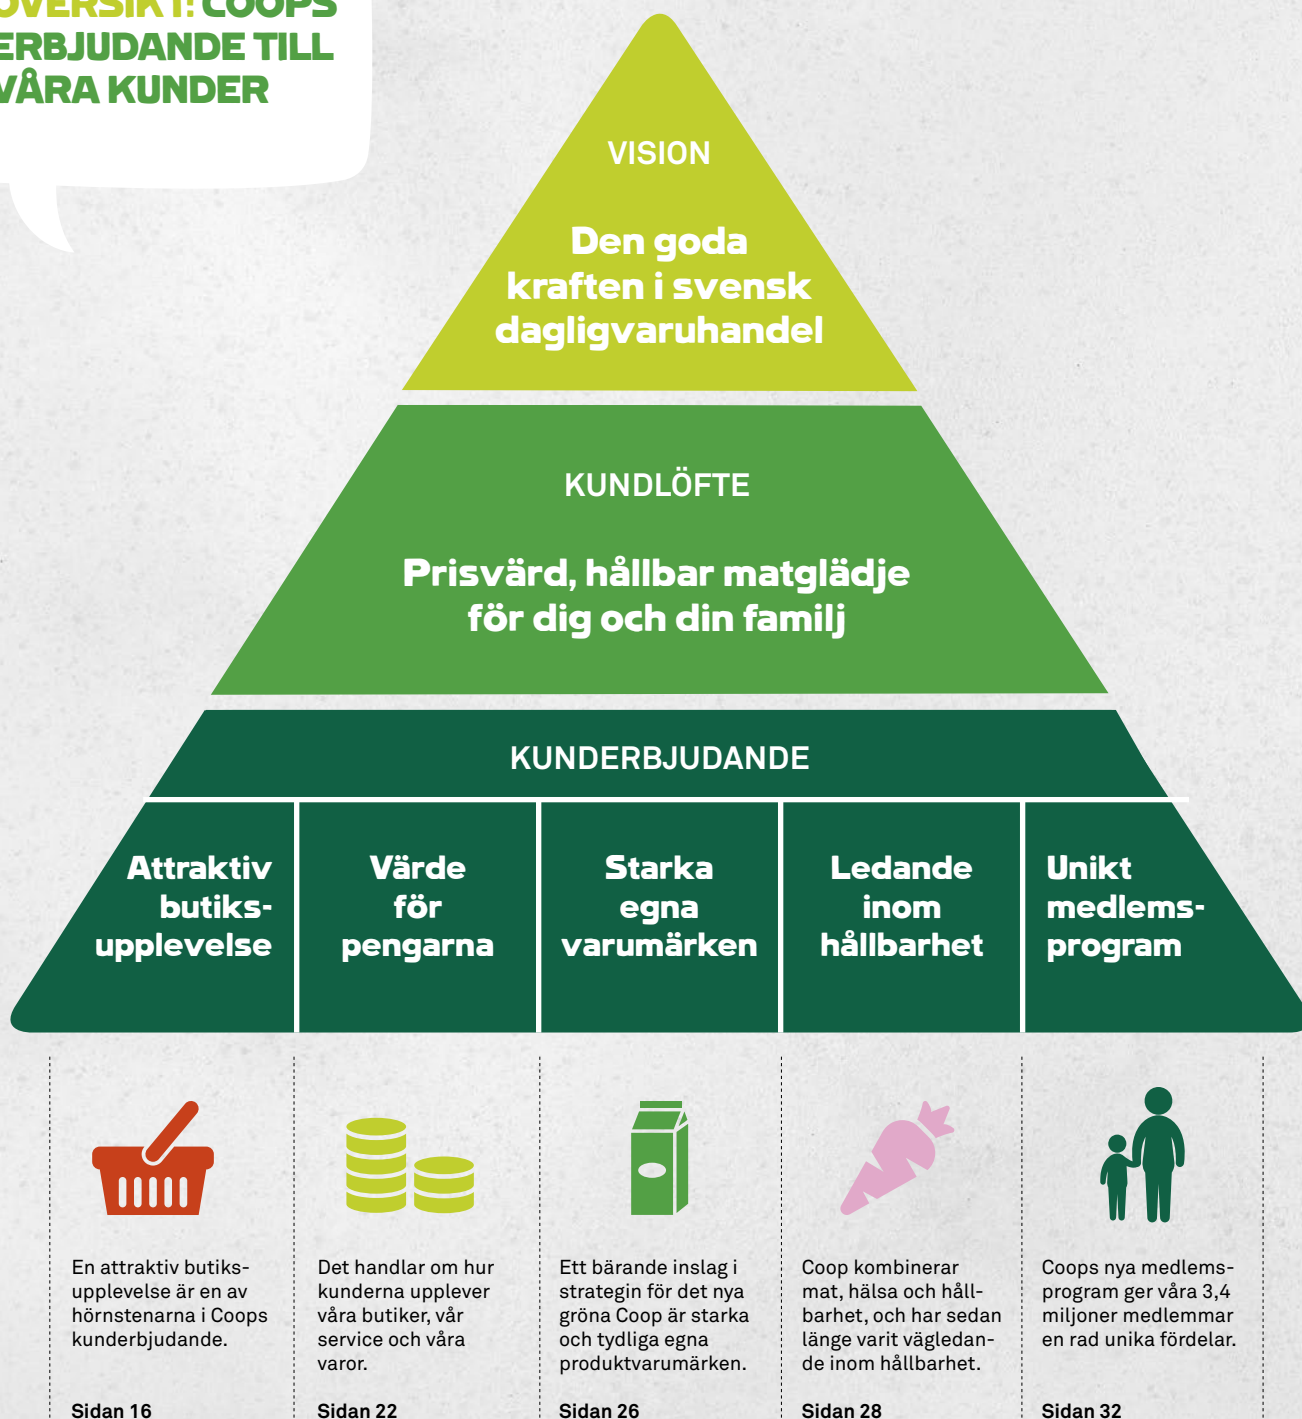 ÖVERSIKT: COOPS
ERBJUDANDE TILL
VÅRA KUNDER
VISION
Den goda
kraften i svensk
dagligvaruhandel
KUNDLÖFTE
Prisvärd, hållbar matglädje
för dig och din familj
KUNDERBJUDANDE
Attraktiv
butiks-
upplevelse
Värde
för
pengarna
Starka
egna
varumärken
Ledande
inom
hållbarhet
Unikt
medlems-
program
En attraktiv butiks-
upplevelse är en av
hörnstenarna i Coops
kunderbjudande.
Sidan 16
Det handlar om hur
kunderna upplever
våra butiker, vår
service och våra
varor.
Sidan 22
Ett bärande inslag i
strategin för det nya
gröna Coop är starka
och tydliga egna
produktvarumärken.
Sidan 26
Coop kombinerar
mat, hälsa och håll-
barhet, och har sedan
länge varit vägledan-
de inom hållbarhet.
Sidan 28
Coops nya medlems-
program ger våra 3,4
miljoner medlemmar
en rad unika fördelar.
Sidan 32